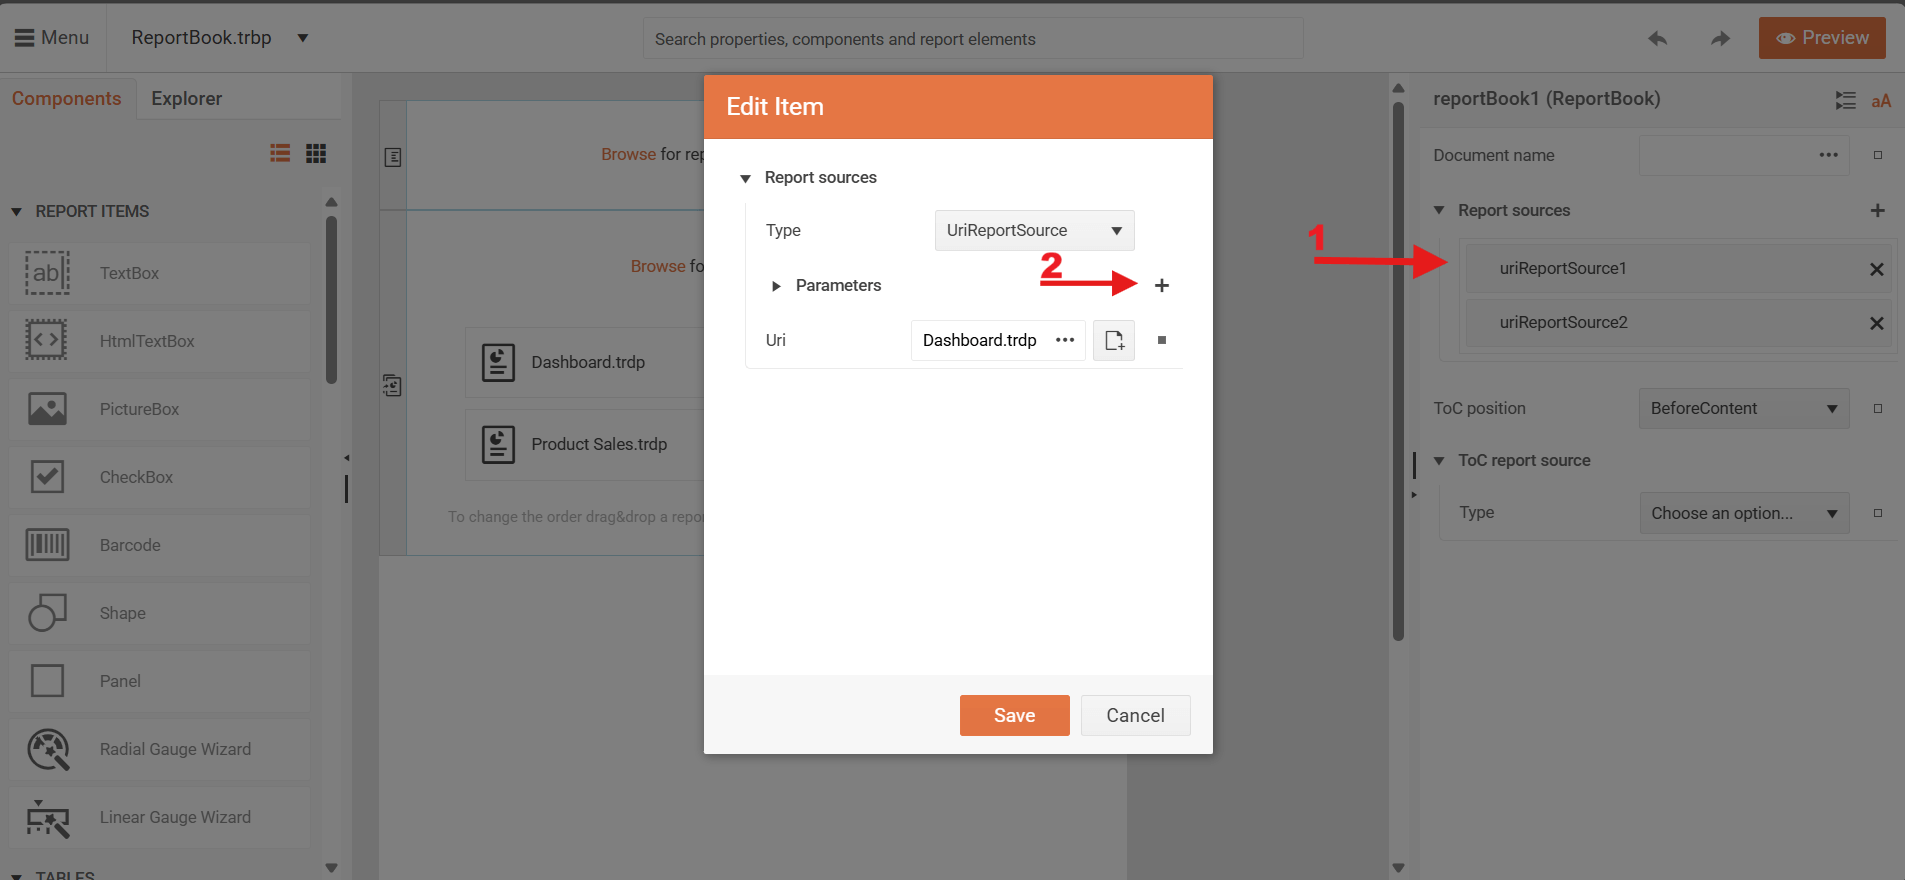 Menu
ReportBook.trbp
Search properties, components and report elements
Preview
Components
Explorer
REPORT ITEMS
ab
TextBox
HtmlTextBox
PictureBox
CheckBox
Barcode
Shape
Panel
Radial Gauge Wizard
Linear Gauge Wizard
TABLES
Browse for rep
Browse fo
Dashboard.trdp
Product Sales.trdp
To change the order drag&drop a repor
Edit Item
Report sources
Type
UriReportSource
2
Parameters
Uri
Dashboard.trdp
Save
Cancel
reportBook1 (ReportBook)
aA
Document name
Report sources
1
uriReportSource1
uriReportSource2
ToC position
BeforeContent
ToC report source
Type
Choose an option...